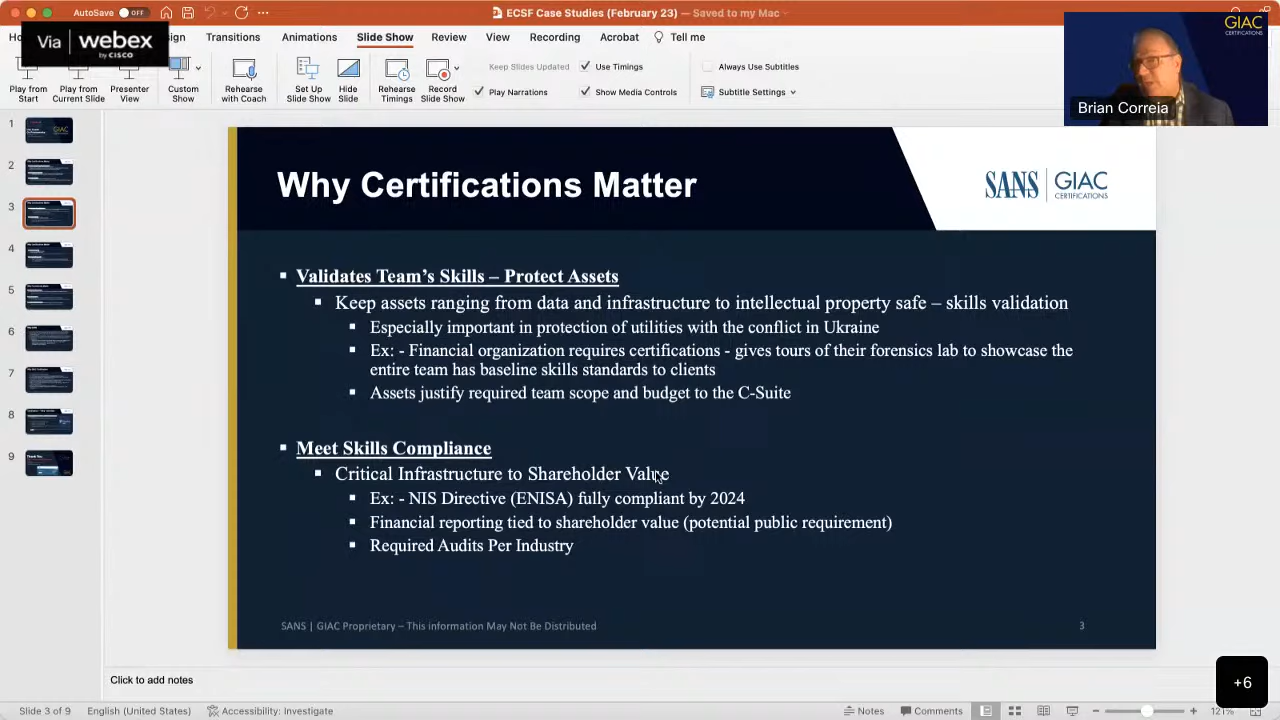 AutoSave OFF
ECSF Case Studies (February 23) — Saved to my Mac
Via webex
by CISCO
Transitions Animations Slide Show Review View Recording Acrobat Tell me
Play from Start
Play from Current Slide
Presenter View
Custom Show
Rehearse with Coach
Set Up Slide Show
Hide Slide
Rehearse Timings
Record Slide Show
Keep Slides Updated
Play Narrations
Use Timings
Show Media Controls
Always Use Subtitles
Subtitle Settings
GIAC
CERTIFICATIONS
Brian Correia
1
2
3
4
5
6
7
8
9
Why Certifications Matter
SANS GIAC
CERTIFICATIONS
Validates Team’s Skills – Protect Assets
Keep assets ranging from data and infrastructure to intellectual property safe – skills validation
Especially important in protection of utilities with the conflict in Ukraine
Ex: - Financial organization requires certifications - gives tours of their forensics lab to showcase the
entire team has baseline skills standards to clients
Assets justify required team scope and budget to the C-Suite
Meet Skills Compliance
Critical Infrastructure to Shareholder Value
Ex: - NIS Directive (ENISA) fully compliant by 2024
Financial reporting tied to shareholder value (potential public requirement)
Required Audits Per Industry
SANS | GIAC Proprietary – This information May Not Be Distributed
3
Click to add notes
+6
Slide 3 of 9 English (United States) Accessibility: Investigate
Notes Comments